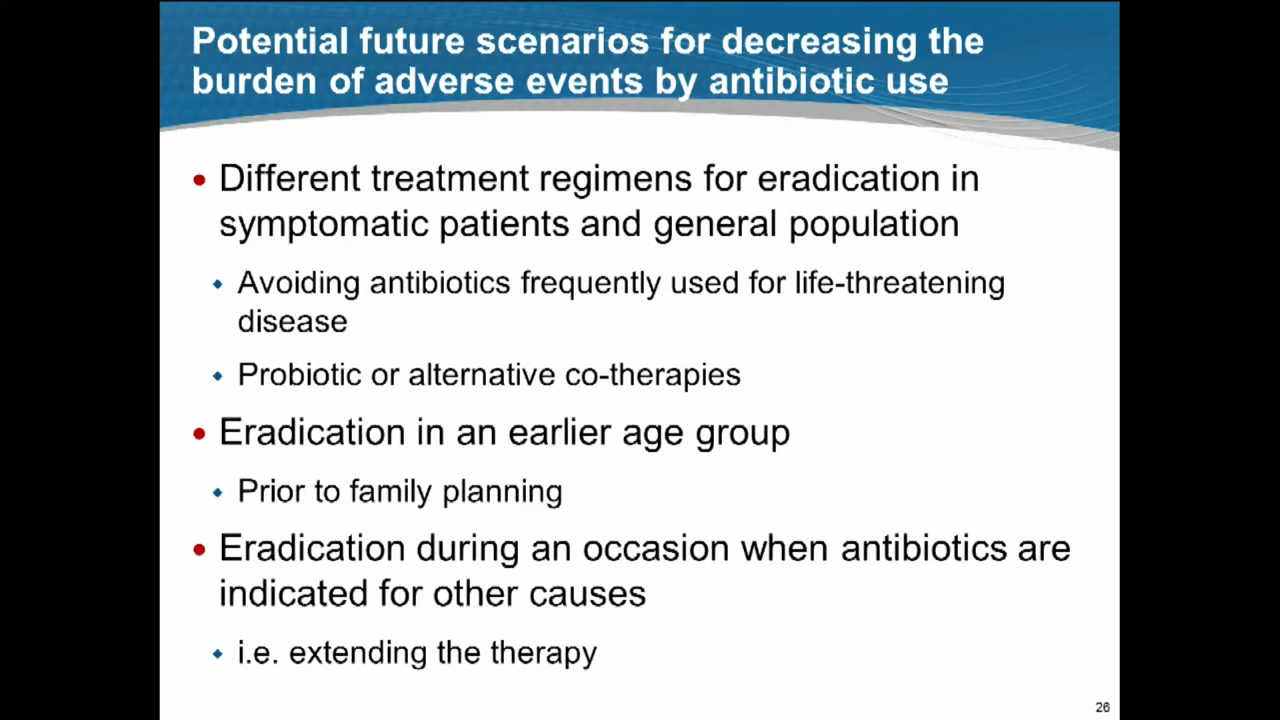 Potential future scenarios for decreasing the
burden of adverse events by antibiotic use
• Different treatment regimens for eradication in
symptomatic patients and general population
◆ Avoiding antibiotics frequently used for life-threatening
disease
◆ Probiotic or alternative co-therapies
• Eradication in an earlier age group
◆ Prior to family planning
• Eradication during an occasion when antibiotics are
indicated for other causes
◆ i.e. extending the therapy
26